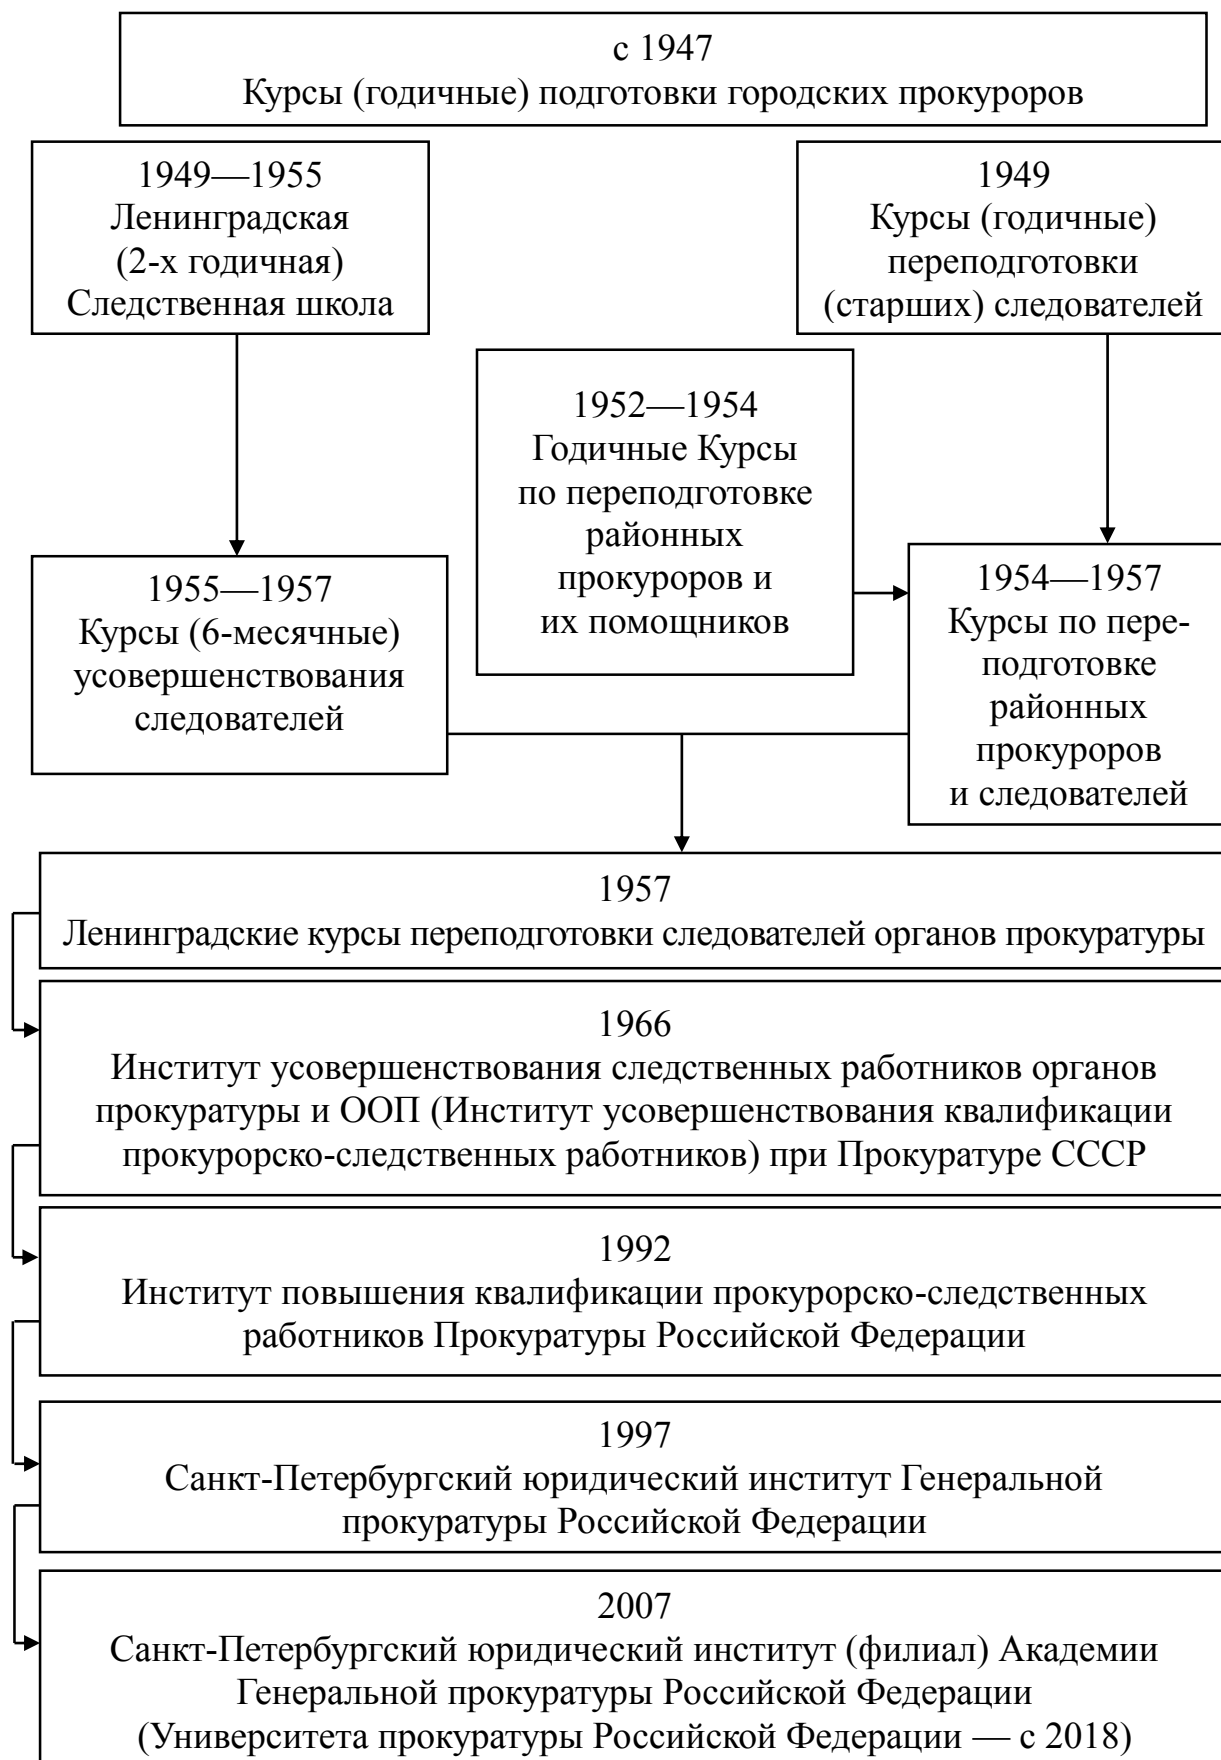 с 1947
Курсы (годичные) подготовки городских прокуроров
1949—1955
Ленинградская
(2-х годичная)
Следственная школа
1949
Курсы (годичные)
переподготовки
(старших) следователей
1952—1954
Годичные Курсы
по переподготовке
районных
прокуроров и
их помощников
1955—1957
Курсы (6-месячные)
усовершенствования
следователей
1954—1957
Курсы по пере-
подготовке
районных
прокуроров
и следователей
1957
Ленинградские курсы переподготовки следователей органов прокуратуры
1966
Институт усовершенствования следственных работников органов
прокуратуры и ООП (Институт усовершенствования квалификации
прокурорско-следственных работников) при Прокуратуре СССР
1992
Институт повышения квалификации прокурорско-следственных
работников Прокуратуры Российской Федерации
1997
Санкт-Петербургский юридический институт Генеральной
прокуратуры Российской Федерации
2007
Санкт-Петербургский юридический институт (филиал) Академии
Генеральной прокуратуры Российской Федерации
(Университета прокуратуры Российской Федерации — с 2018)